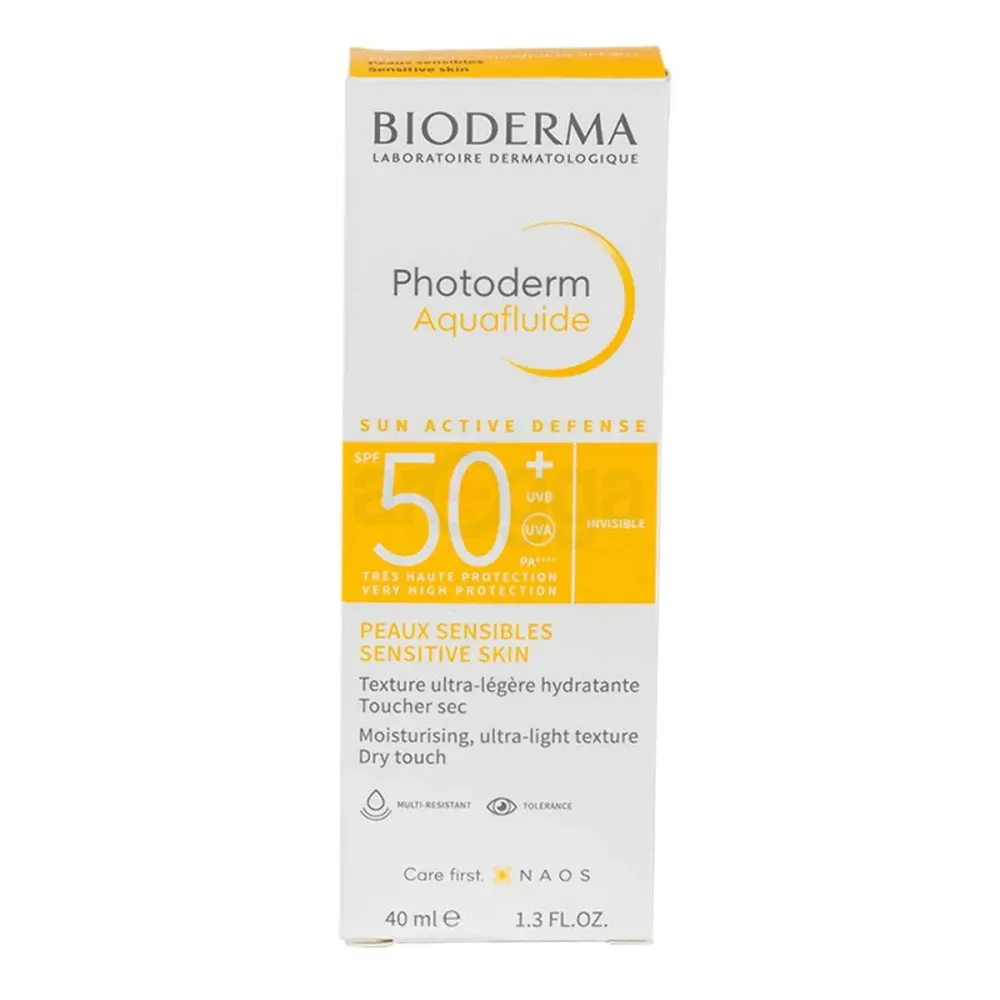 Peaux sensibles
Sensitive skin
BIODERMA
LABORATOIRE DERMATOLOGIQUE
Photoderm
Aquafluide
SUN ACTIVE DEFENSE
SPF 50+
UVB
UVA
PA++++
INVISIBLE
TRÈS HAUTE PROTECTION
VERY HIGH PROTECTION
PEAUX SENSIBLES
SENSITIVE SKIN
Texture ultra-légère hydratante
Toucher sec
Moisturising, ultra-light texture
Dry touch
MULTI-RESISTANT TOLERANCE
Care first. NAOS
40 ml ℮ 1.3 FL.OZ.